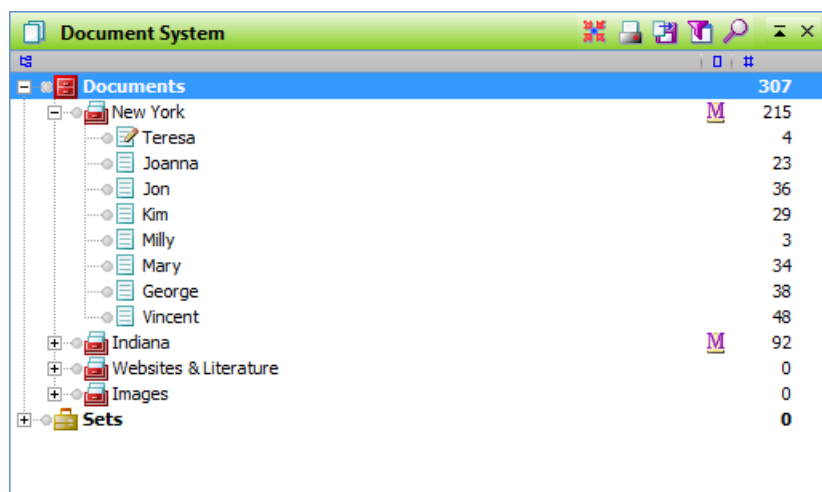 Document System
#
Documents 307
New York M 215
Teresa 4
Joanna 23
Jon 36
Kim 29
Milly 3
Mary 34
George 38
Vincent 48
Indiana M 92
Websites & Literature 0
Images 0
Sets 0